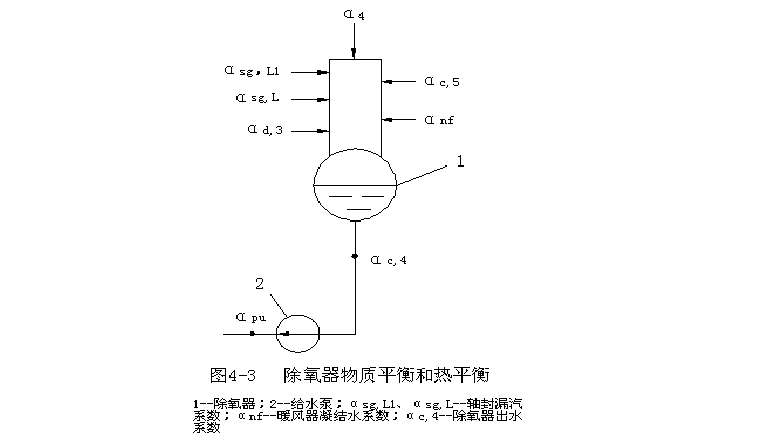 α4
αsg,L1
αc,5
αsg,L
αnf
αd,3
1
αc,4
2
αpu
图4-3 除氧器物质平衡和热平衡
1--除氧器；2--给水泵；αsg,L1、αsg,L--轴封漏汽
系数；αnf--暖风器凝结水系数；αc,4--除氧器出水
系数